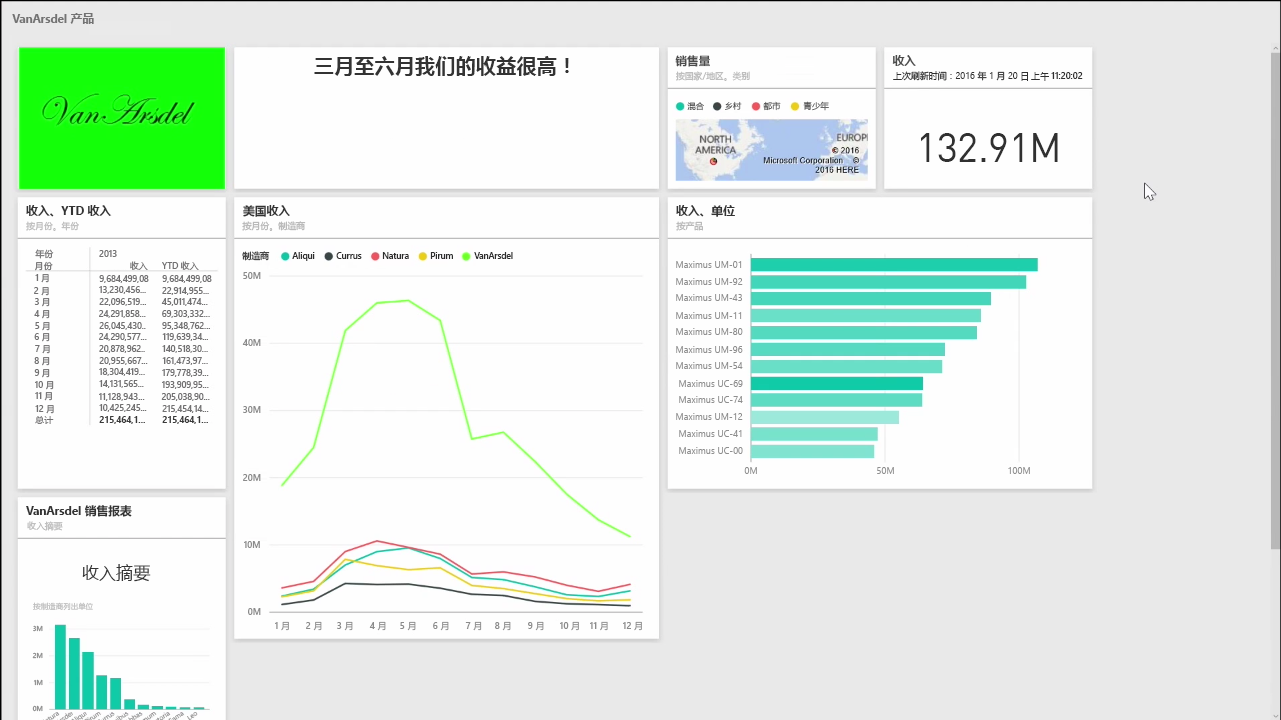 VanArsdel 产品
VanArsdel
三月至六月我们的收益很高！
销售量
按国家/地区，类别
混合 乡村 都市 青少年
NORTH
AMERICA
EUROP
© 2016
Microsoft Corporation ©
2016 HERE
收入
上次刷新时间：2016 年 1 月 20 日上午 11:20:02
132.91M
收入、YTD 收入
按月份，年份
年份 2013
月份 收入 YTD 收入
1 月 9,684,499,08 9,684,499,08
2 月 13,230,456... 22,914,955...
3 月 22,096,519... 45,011,474...
4 月 24,291,858... 69,303,332...
5 月 26,045,430.. 95,348,762...
6 月 24,290,577... 119,639,34...
7 月 20,878,962.. 140,518,30...
8 月 20,955,667... 161,473,97...
9 月 18,304,419... 179,778,39...
10 月 14,131,565... 193,909,95...
11 月 11,128,943... 205,038,90...
12 月 10,425,245... 215,454,14...
总计 215,464,1... 215,464,1...
美国收入
按月份，制造商
制造商 Aliqui Currus Natura Pirum VanArsdel
50M
40M
30M
20M
10M
0M
1 月 2 月 3 月 4 月 5 月 6 月 7 月 8 月 9 月 10 月 11 月 12 月
收入、单位
按产品
Maximus UM-01
Maximus UM-92
Maximus UM-43
Maximus UM-11
Maximus UM-80
Maximus UM-96
Maximus UM-54
Maximus UC-69
Maximus UC-74
Maximus UM-12
Maximus UC-41
Maximus UC-00
0M 50M 100M
VanArsdel 销售报表
收入摘要
收入摘要
按制造商列出单位
3M
2M
1M
0M
Leo